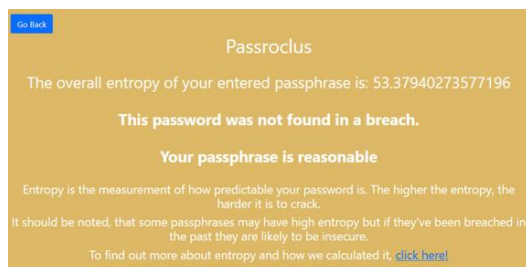 Go Back
Passroclus
The overall entropy of your entered passphrase is: 53.37940273577196
This password was not found in a breach.
Your passphrase is reasonable
Entropy is the measurement of how predictable your password is. The higher the entropy, the
harder it is to crack.
It should be noted, that some passphrases may have high entropy but if they've been breached in
the past they are likely to be insecure.
To find out more about entropy and how we calculated it, click here!